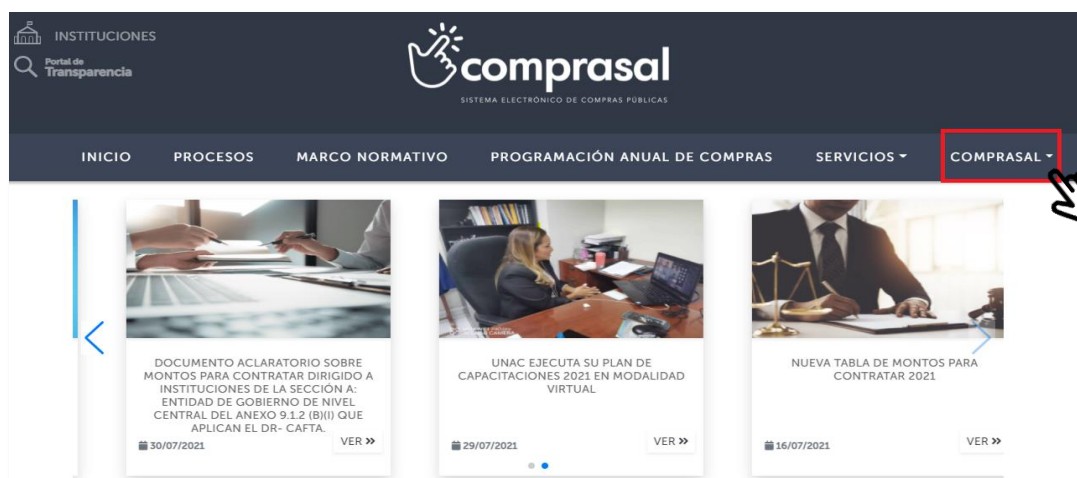 INSTITUCIONES
Portal de
Transparencia
comprasal
SISTEMA ELECTRÓNICO DE COMPRAS PÚBLICAS
INICIO PROCESOS MARCO NORMATIVO PROGRAMACIÓN ANUAL DE COMPRAS SERVICIOS COMPRASAL
DOCUMENTO ACLARATORIO SOBRE
MONTOS PARA CONTRATAR DIRIGIDO A
INSTITUCIONES DE LA SECCIÓN A:
ENTIDAD DE GOBIERNO DE NIVEL
CENTRAL DEL ANEXO 9.1.2 (B)(I) QUE
APLICAN EL DR- CAFTA.
30/07/2021 VER »
UNAC EJECUTA SU PLAN DE
CAPACITACIONES 2021 EN MODALIDAD
VIRTUAL
29/07/2021 VER »
NUEVA TABLA DE MONTOS PARA
CONTRATAR 2021
16/07/2021 VER »